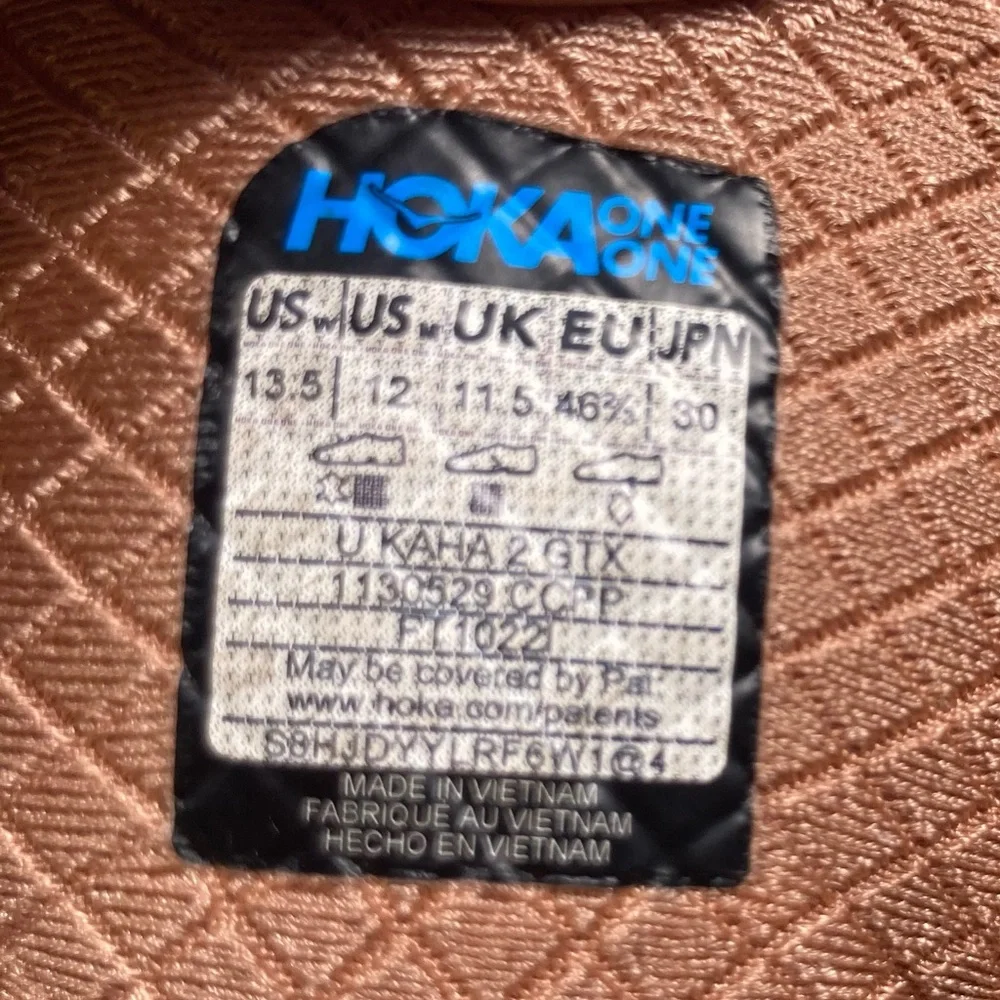 HOKA ONE ONE
US W US M UK EU JPN
13.5 12 11.5 46⅔ 30
U KAHA 2 GTX
1130529 CCPP
FT1022
May be covered by Pat.
www.hoka.com/patents
MADE IN VIETNAM
FABRIQUE AU VIETNAM
HECHO EN VIETNAM